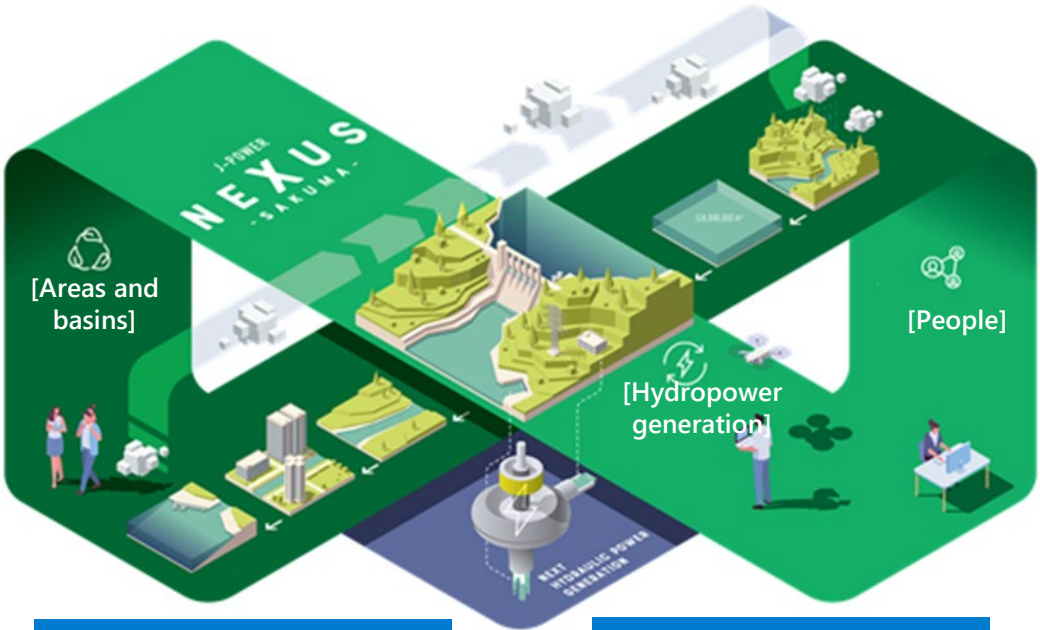 J-POWER
NEXUS
-SAKUMA-
[Areas and
basins]
[People]
[Hydropower
generation]
NEXT
HYDRAULIC POWER
GENERATION